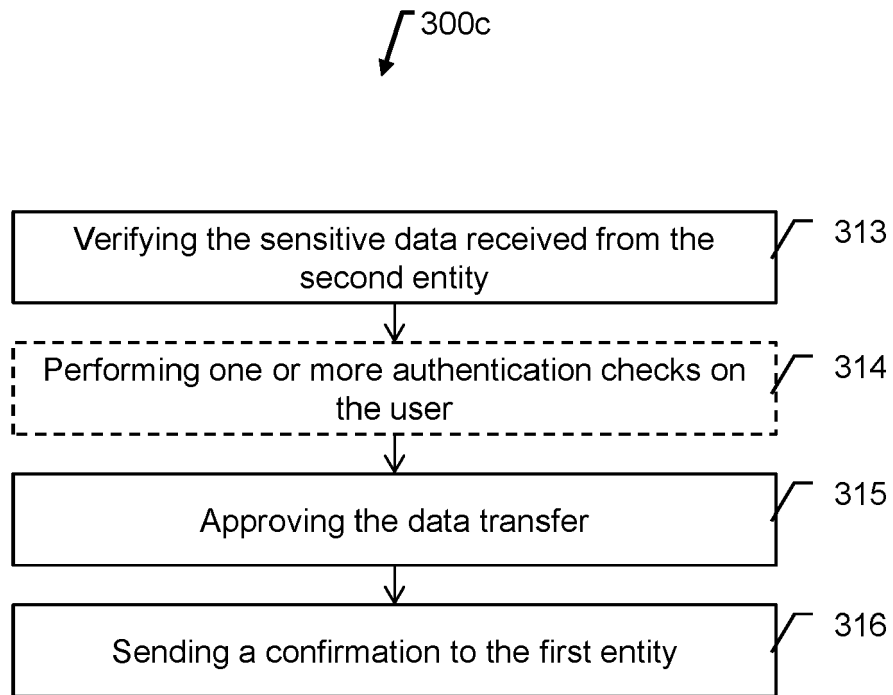 300c
Verifying the sensitive data received from the
second entity
313
Performing one or more authentication checks on
the user
314
Approving the data transfer
315
Sending a confirmation to the first entity
316